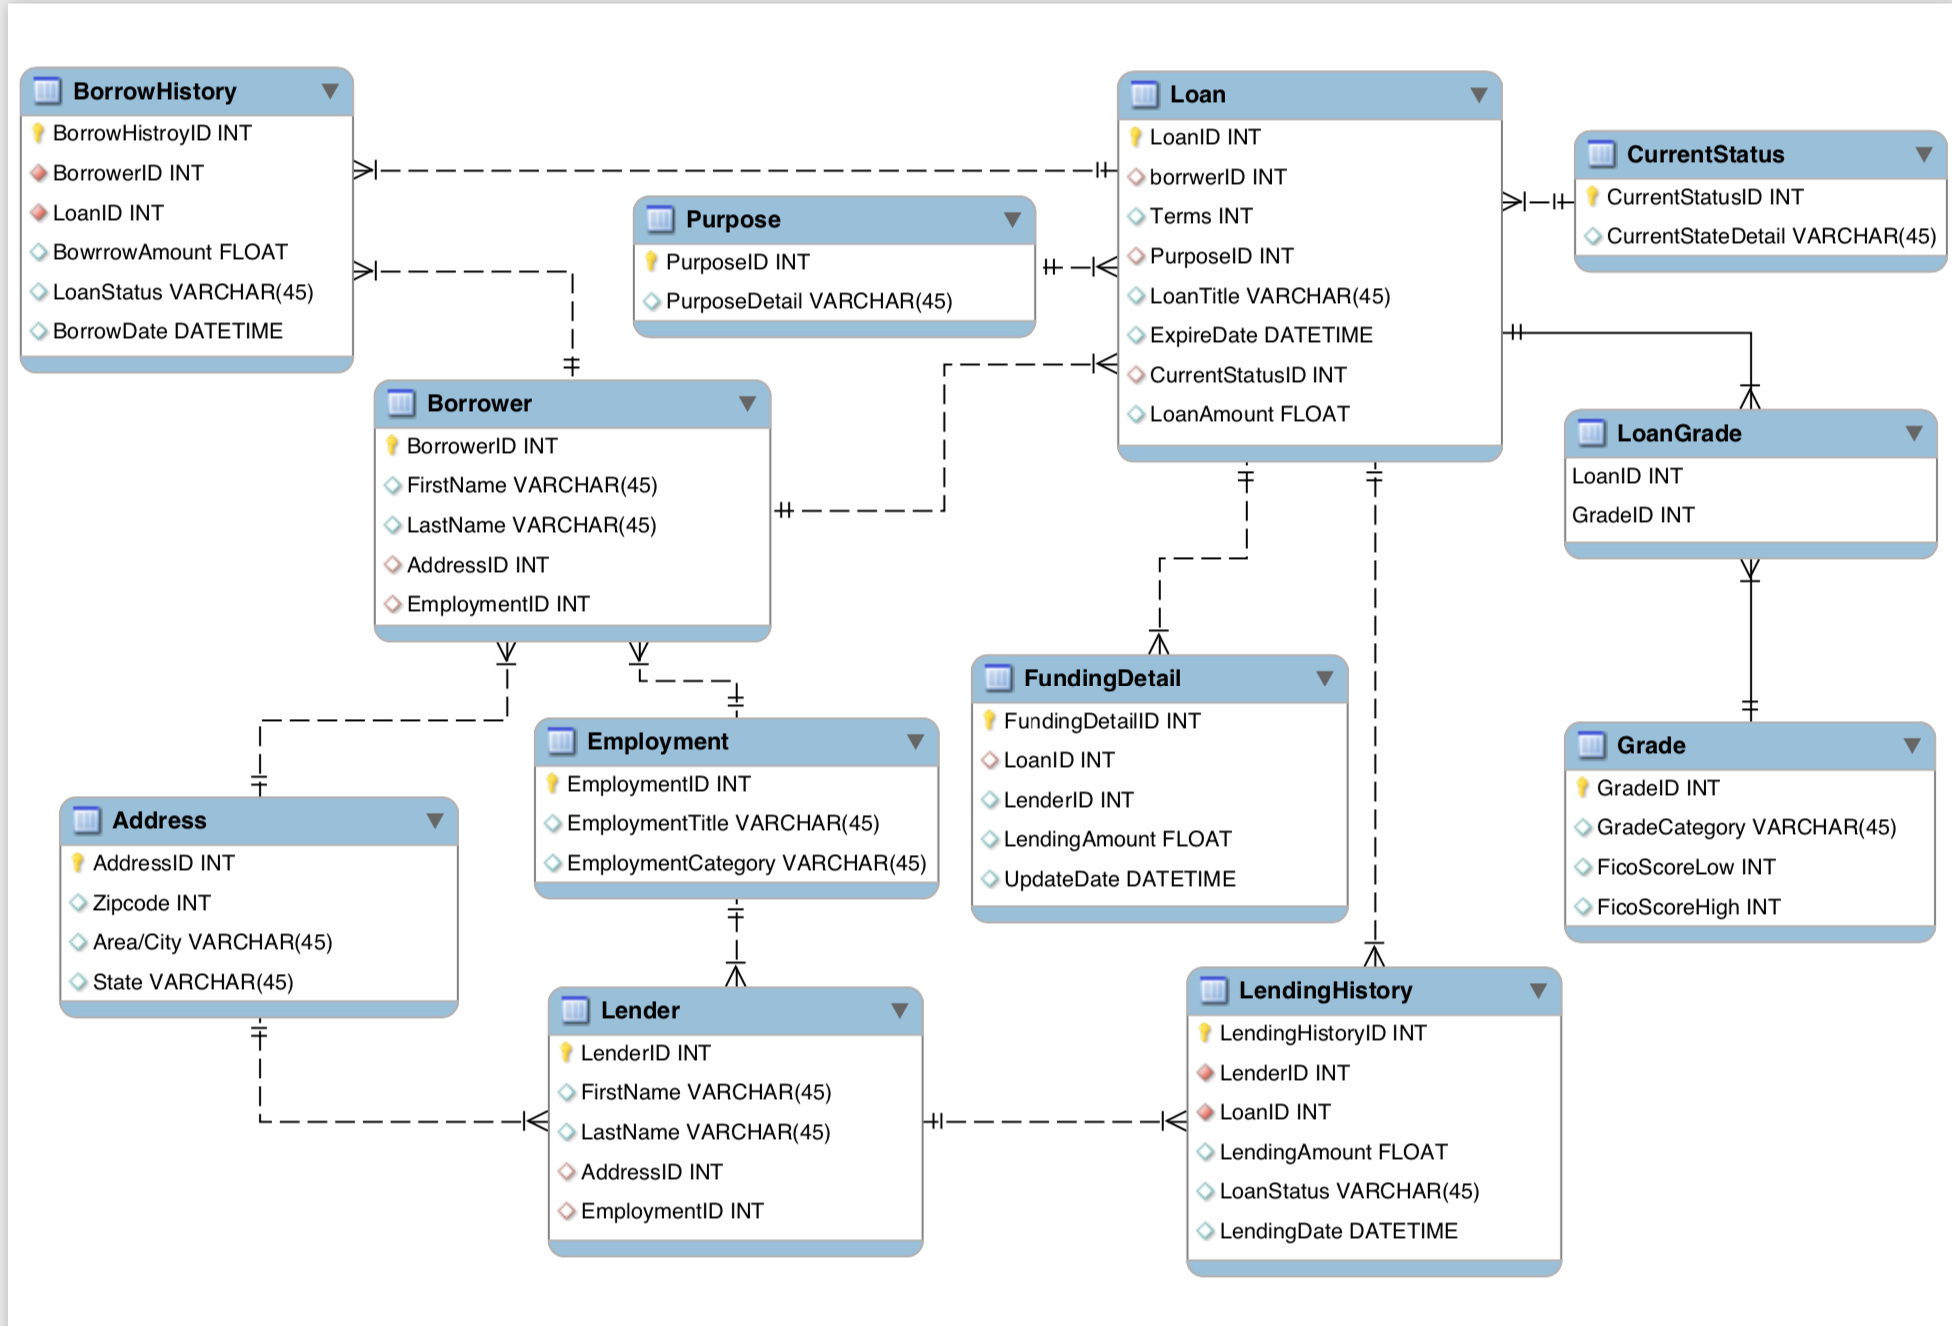 BorrowHistory
BorrowHistroyID INT
BorrowerID INT
LoanID INT
BowrrowAmount FLOAT
LoanStatus VARCHAR(45)
BorrowDate DATETIME
Purpose
PurposeID INT
PurposeDetail VARCHAR(45)
Loan
LoanID INT
borrwerID INT
Terms INT
PurposeID INT
LoanTitle VARCHAR(45)
ExpireDate DATETIME
CurrentStatusID INT
LoanAmount FLOAT
CurrentStatus
CurrentStatusID INT
CurrentStateDetail VARCHAR(45)
Borrower
BorrowerID INT
FirstName VARCHAR(45)
LastName VARCHAR(45)
AddressID INT
EmploymentID INT
LoanGrade
LoanID INT
GradeID INT
FundingDetail
FundingDetailID INT
LoanID INT
LenderID INT
LendingAmount FLOAT
UpdateDate DATETIME
Employment
EmploymentID INT
EmploymentTitle VARCHAR(45)
EmploymentCategory VARCHAR(45)
Grade
GradeID INT
GradeCategory VARCHAR(45)
FicoScoreLow INT
FicoScoreHigh INT
Address
AddressID INT
Zipcode INT
Area/City VARCHAR(45)
State VARCHAR(45)
Lender
LenderID INT
FirstName VARCHAR(45)
LastName VARCHAR(45)
AddressID INT
EmploymentID INT
LendingHistory
LendingHistoryID INT
LenderID INT
LoanID INT
LendingAmount FLOAT
LoanStatus VARCHAR(45)
LendingDate DATETIME